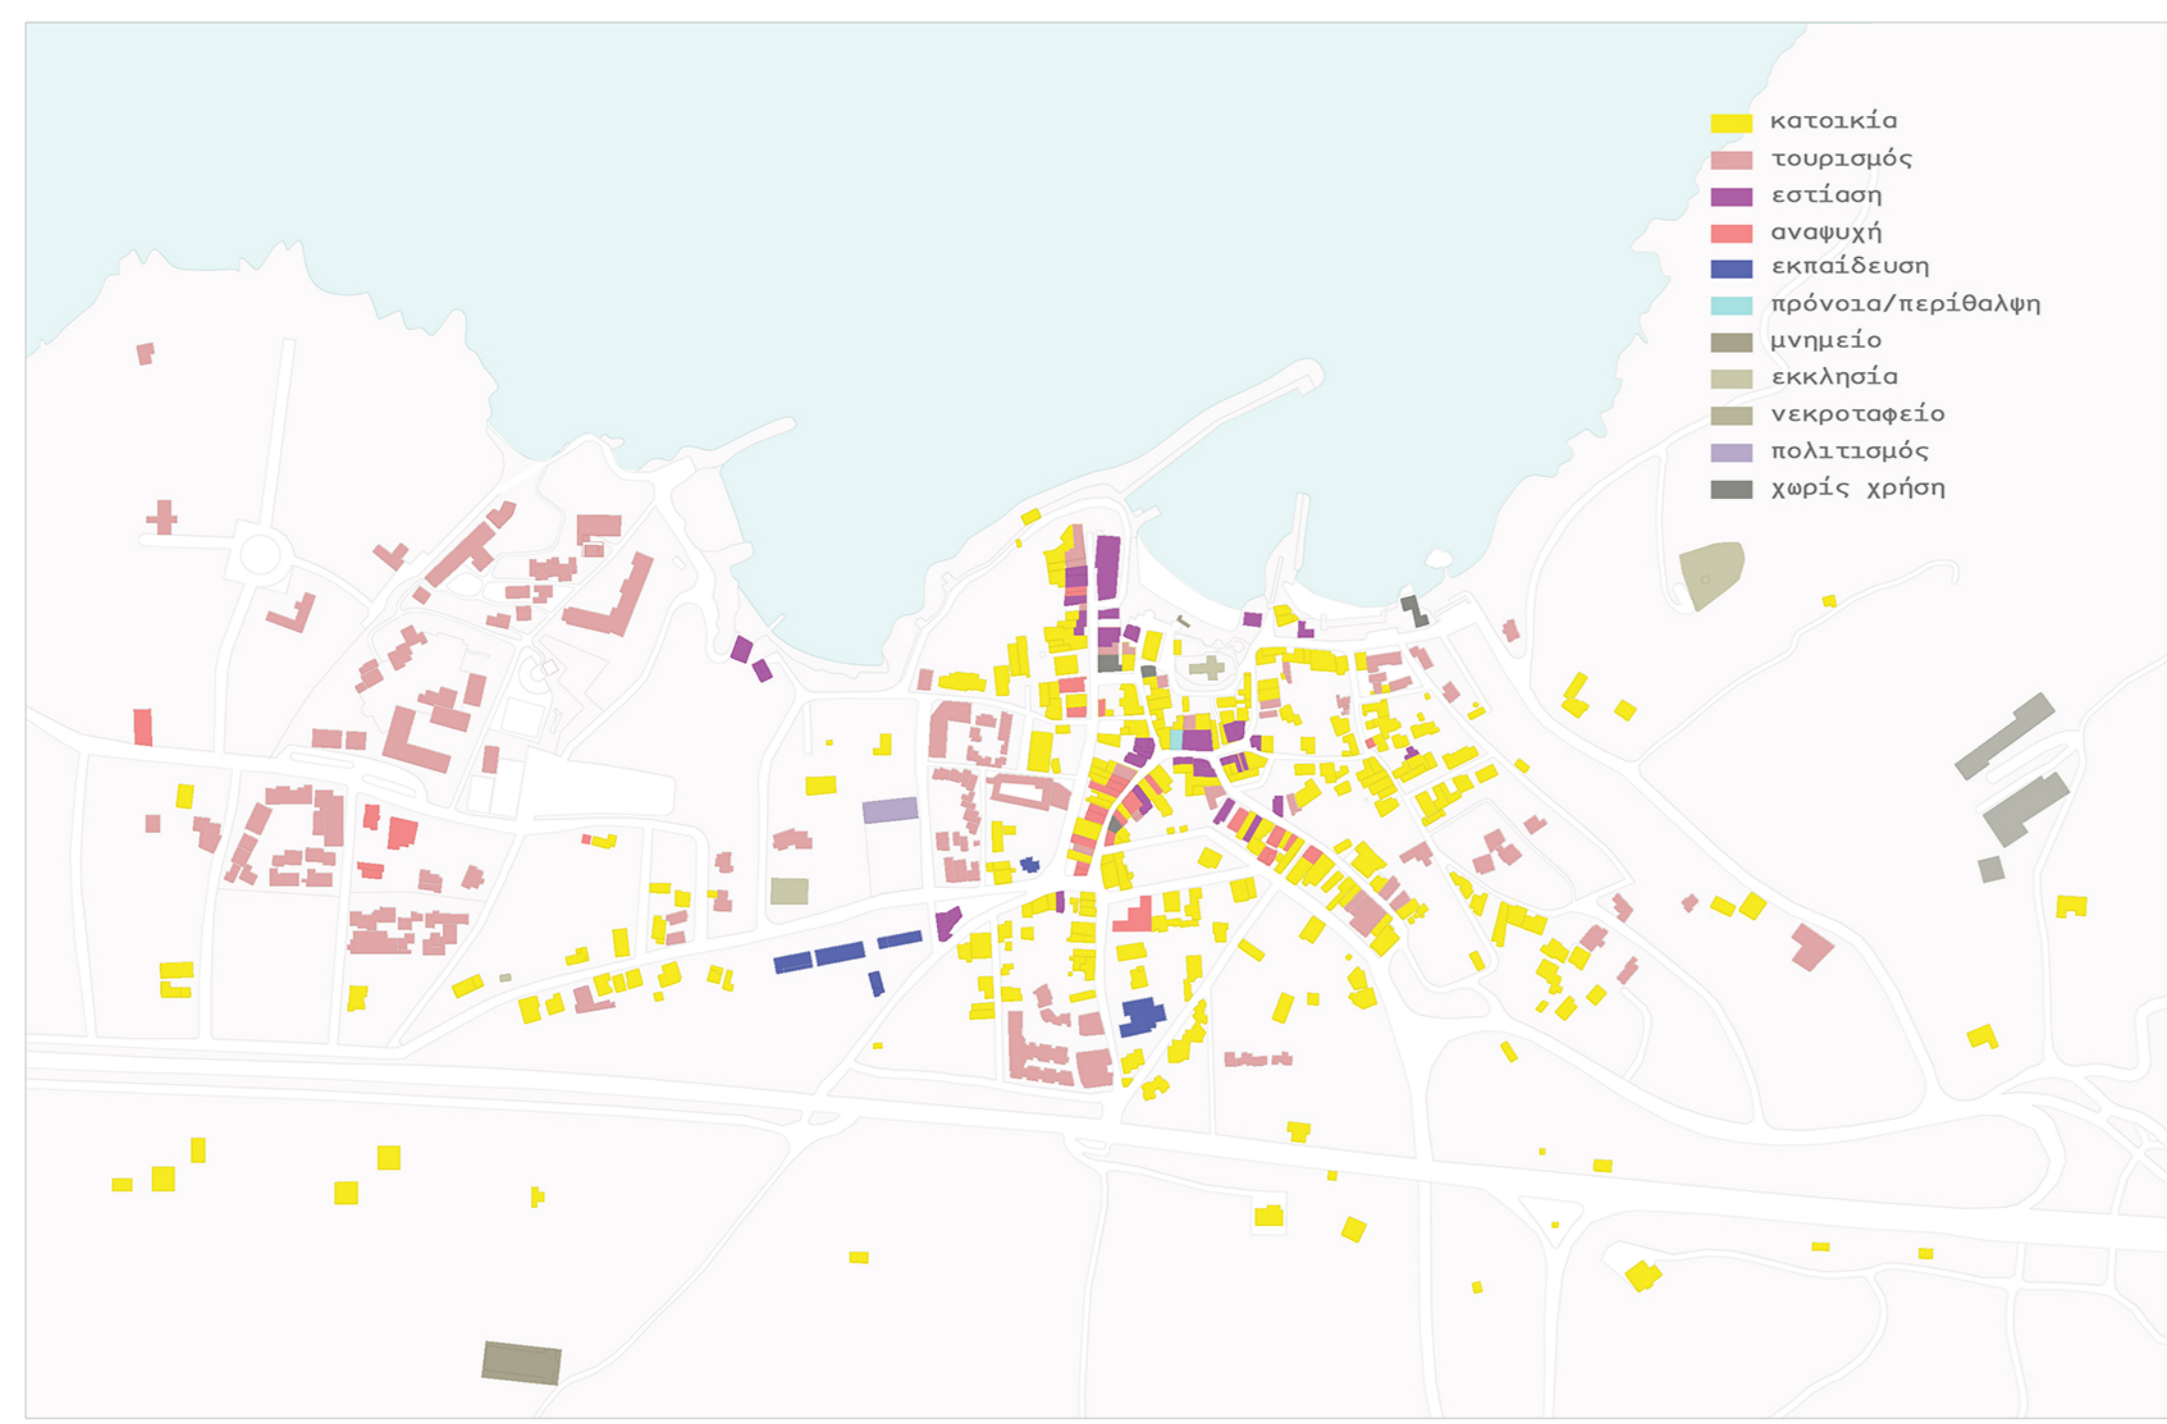 κατοικία
τουρισμός
εστίαση
αναψυχή
εκπαίδευση
πρόνοια/περίθαλψη
μνημείο
εκκλησία
νεκροταφείο
πολιτισμός
χωρίς χρήση